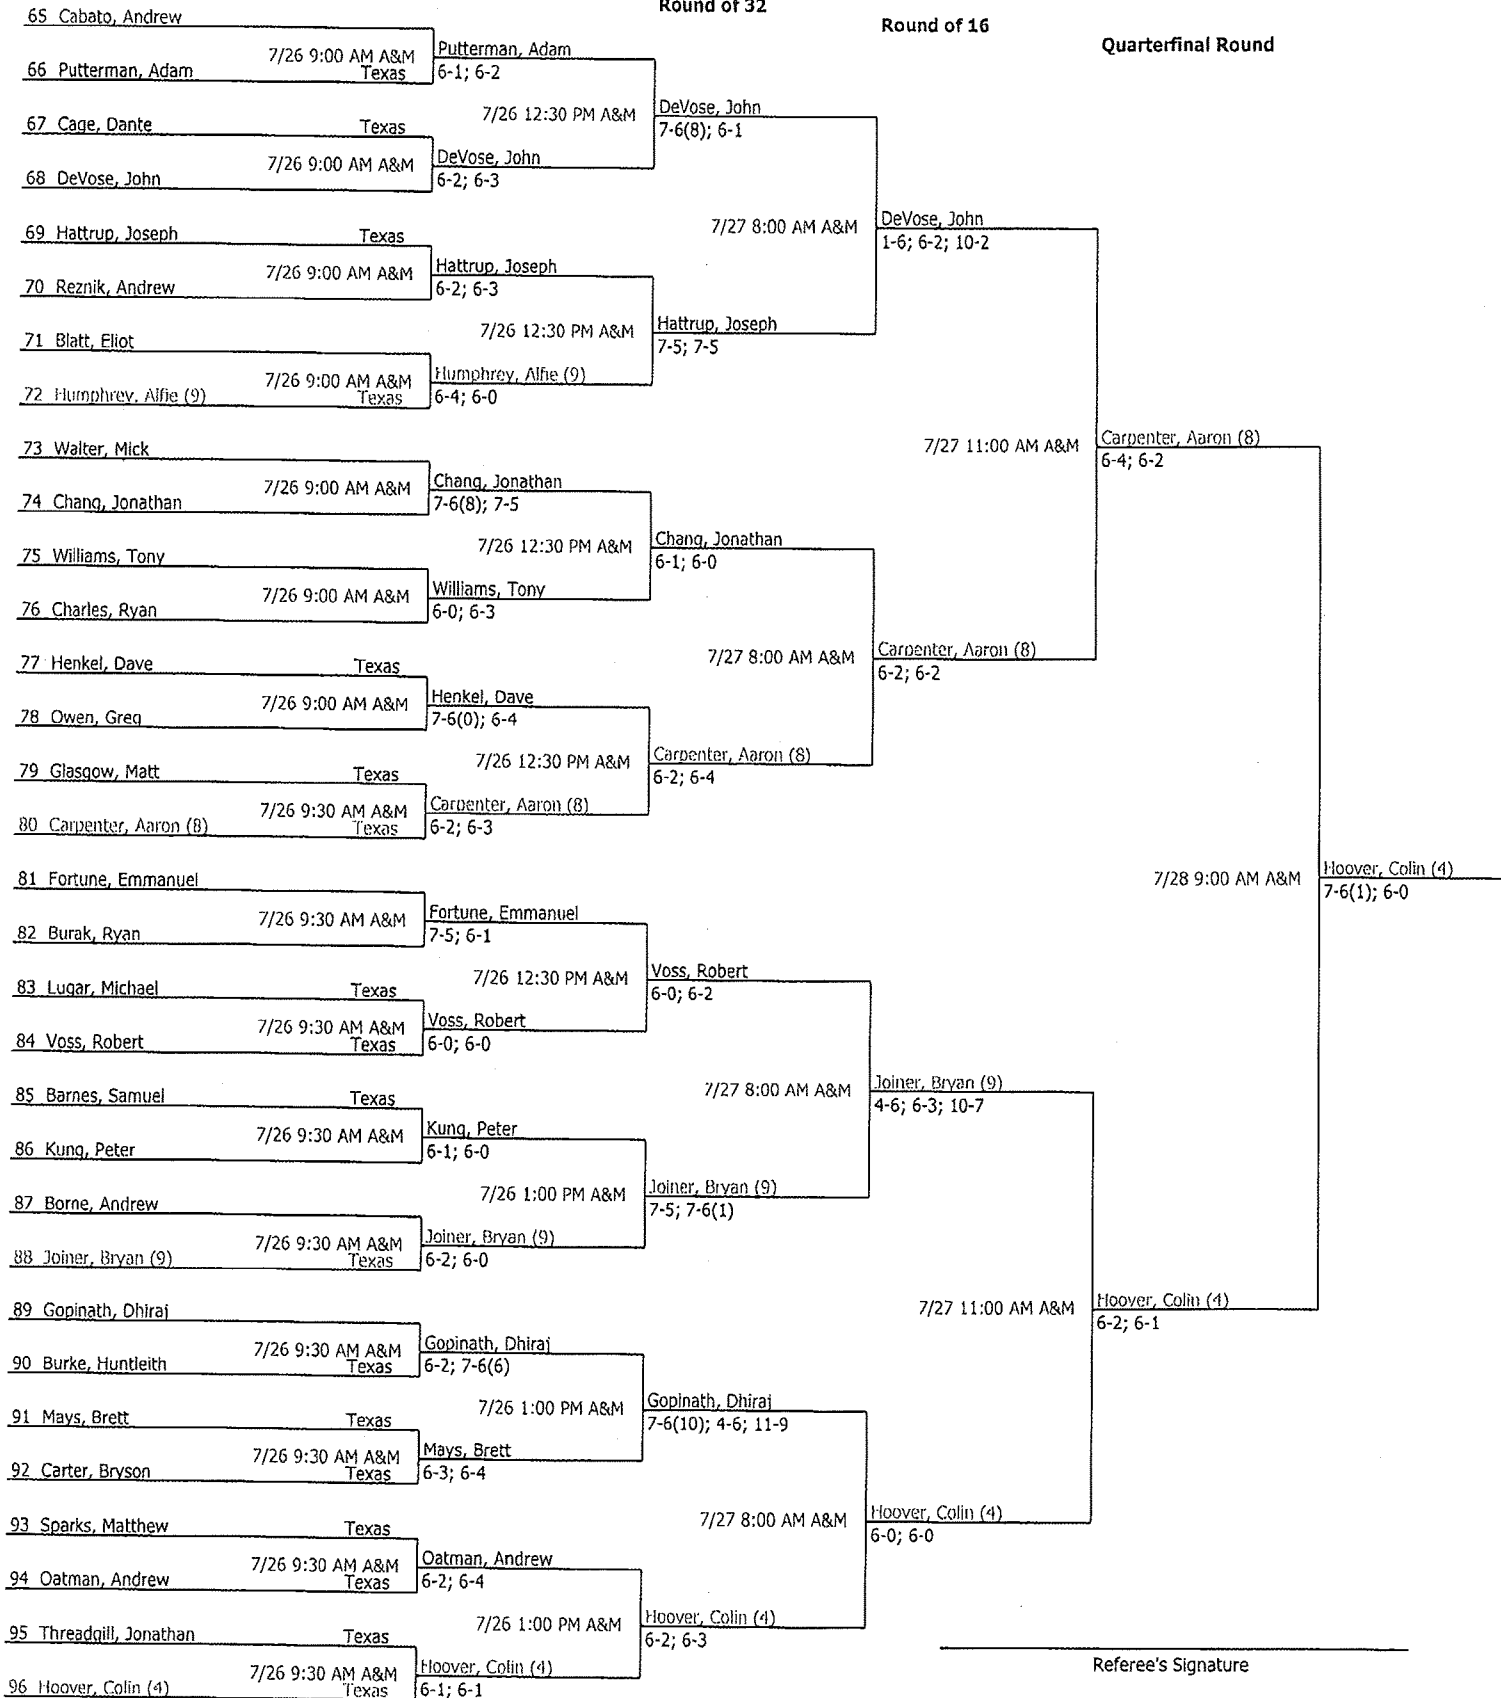 Round of 32
Round of 16
Quarterfinal Round
65 Cabato, Andrew
7/26 9:00 AM A&M
66 Putterman, Adam Texas
Putterman, Adam
6-1; 6-2
7/26 12:30 PM A&M
67 Cage, Dante Texas
7/26 9:00 AM A&M
68 DeVose, John
DeVose, John
6-2; 6-3
DeVose, John
7-6(8); 6-1
7/27 8:00 AM A&M
69 Hattrup, Joseph Texas
7/26 9:00 AM A&M
70 Reznik, Andrew
Hattrup, Joseph
6-2; 6-3
7/26 12:30 PM A&M
71 Blatt, Eliot
7/26 9:00 AM A&M
72 Humphrey, Alfie (9) Texas
Humphrey, Alfie (9)
6-4; 6-0
Hattrup, Joseph
7-5; 7-5
DeVose, John
1-6; 6-2; 10-2
7/27 11:00 AM A&M
73 Walter, Mick
7/26 9:00 AM A&M
74 Chang, Jonathan
Chang, Jonathan
7-6(8); 7-5
7/26 12:30 PM A&M
75 Williams, Tony
7/26 9:00 AM A&M
76 Charles, Ryan
Williams, Tony
6-0; 6-3
Chang, Jonathan
6-1; 6-0
7/27 8:00 AM A&M
77 Henkel, Dave Texas
7/26 9:00 AM A&M
78 Owen, Greg
Henkel, Dave
7-6(0); 6-4
7/26 12:30 PM A&M
79 Glasgow, Matt Texas
7/26 9:30 AM A&M
80 Carpenter, Aaron (8) Texas
Carpenter, Aaron (8)
6-2; 6-3
Carpenter, Aaron (8)
6-2; 6-4
Carpenter, Aaron (8)
6-2; 6-2
Carpenter, Aaron (8)
6-4; 6-2
7/28 9:00 AM A&M
81 Fortune, Emmanuel
7/26 9:30 AM A&M
82 Burak, Ryan
Fortune, Emmanuel
7-5; 6-1
7/26 12:30 PM A&M
83 Lugar, Michael Texas
7/26 9:30 AM A&M
84 Voss, Robert Texas
Voss, Robert
6-0; 6-0
Voss, Robert
6-0; 6-2
7/27 8:00 AM A&M
85 Barnes, Samuel Texas
7/26 9:30 AM A&M
86 Kung, Peter
Kung, Peter
6-1; 6-0
7/26 1:00 PM A&M
87 Borne, Andrew
7/26 9:30 AM A&M
88 Joiner, Bryan (9) Texas
Joiner, Bryan (9)
6-2; 6-0
Joiner, Bryan (9)
7-5; 7-6(1)
Joiner, Bryan (9)
4-6; 6-3; 10-7
7/27 11:00 AM A&M
89 Gopinath, Dhiraj
7/26 9:30 AM A&M
90 Burke, Huntleith Texas
Gopinath, Dhiraj
6-2; 7-6(6)
7/26 1:00 PM A&M
91 Mays, Brett Texas
7/26 9:30 AM A&M
92 Carter, Bryson Texas
Mays, Brett
6-3; 6-4
Gopinath, Dhiraj
7-6(10); 4-6; 11-9
7/27 8:00 AM A&M
93 Sparks, Matthew Texas
7/26 9:30 AM A&M
94 Oatman, Andrew Texas
Oatman, Andrew
6-2; 6-4
7/26 1:00 PM A&M
95 Threadgill, Jonathan Texas
7/26 9:30 AM A&M
96 Hoover, Colin (4) Texas
Hoover, Colin (4)
6-1; 6-1
Hoover, Colin (4)
6-2; 6-3
Hoover, Colin (4)
6-0; 6-0
Hoover, Colin (4)
6-2; 6-1
Hoover, Colin (4)
7-6(1); 6-0
Referee's Signature